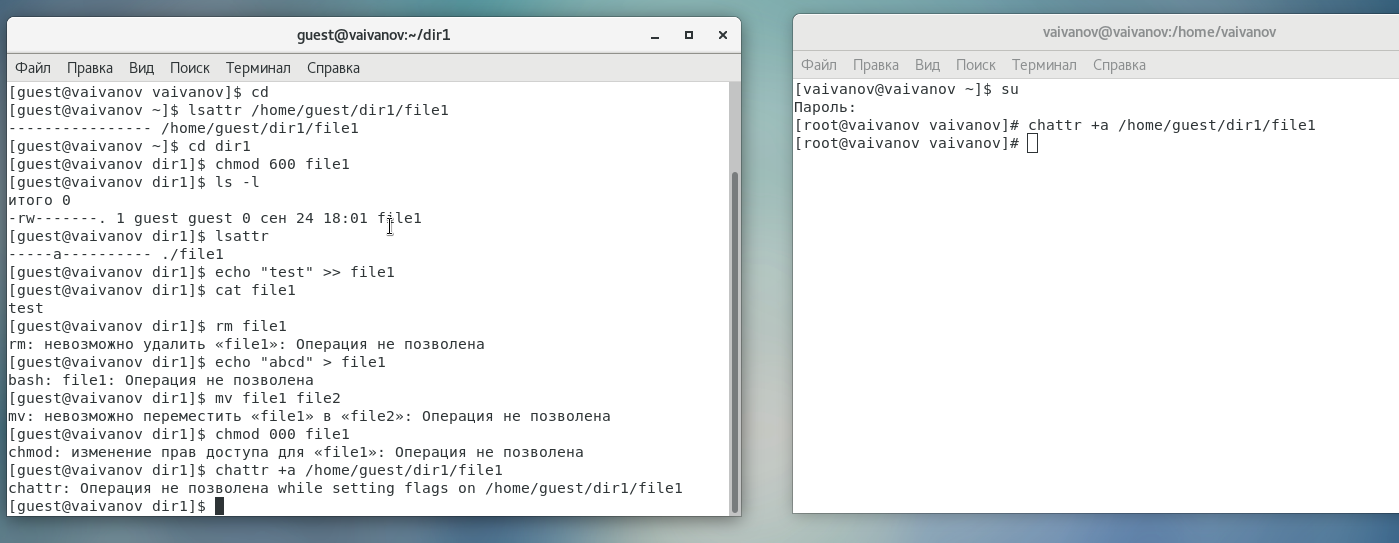 guest@vaivanov:~/dir1
Файл Правка Вид Поиск Терминал Справка
[guest@vaivanov vaivanov]$ cd
[guest@vaivanov ~]$ lsattr /home/guest/dir1/file1
---------------- /home/guest/dir1/file1
[guest@vaivanov ~]$ cd dir1
[guest@vaivanov dir1]$ chmod 600 file1
[guest@vaivanov dir1]$ ls -l
итого 0
-rw-------. 1 guest guest 0 сен 24 18:01 file1
[guest@vaivanov dir1]$ lsattr
-----a---------- ./file1
[guest@vaivanov dir1]$ echo "test" >> file1
[guest@vaivanov dir1]$ cat file1
test
[guest@vaivanov dir1]$ rm file1
rm: невозможно удалить «file1»: Операция не позволена
[guest@vaivanov dir1]$ echo "abcd" > file1
bash: file1: Операция не позволена
[guest@vaivanov dir1]$ mv file1 file2
mv: невозможно переместить «file1» в «file2»: Операция не позволена
[guest@vaivanov dir1]$ chmod 000 file1
chmod: изменение прав доступа для «file1»: Операция не позволена
[guest@vaivanov dir1]$ chattr +a /home/guest/dir1/file1
chattr: Операция не позволена while setting flags on /home/guest/dir1/file1
[guest@vaivanov dir1]$
vaivanov@vaivanov:/home/vaivanov
Файл Правка Вид Поиск Терминал Справка
[vaivanov@vaivanov ~]$ su
Пароль:
[root@vaivanov vaivanov]# chattr +a /home/guest/dir1/file1
[root@vaivanov vaivanov]#